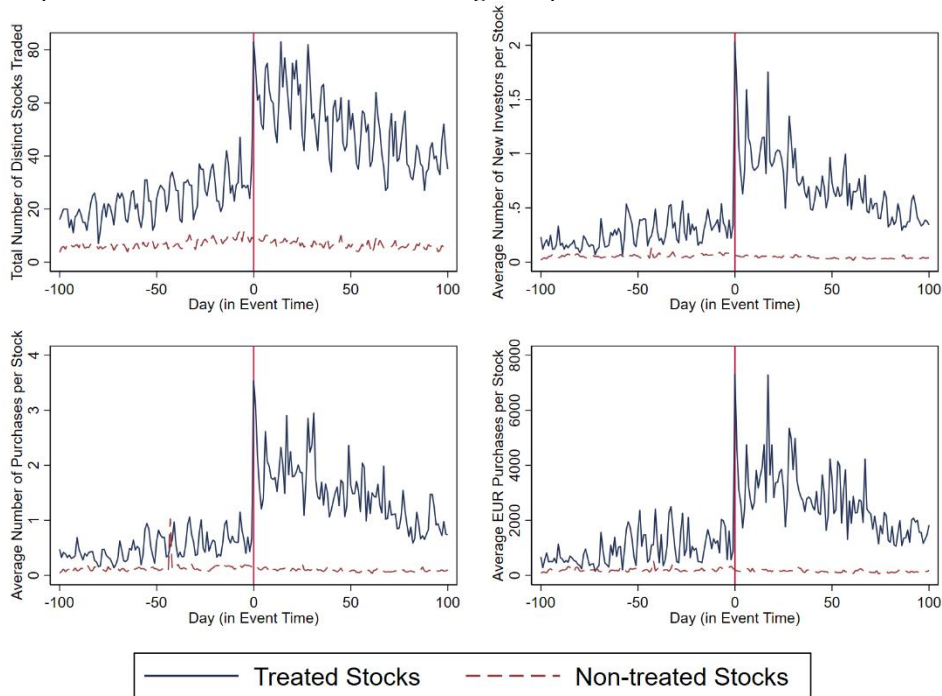 Total Number of Distinct Stocks Traded
80
60
40
20
0
-100 -50 0 50 100
Day (in Event Time)
Average Number of New Investors per Stock
2
1.5
1
.5
0
-100 -50 0 50 100
Day (in Event Time)
Average Number of Purchases per Stock
4
3
2
1
0
-100 -50 0 50 100
Day (in Event Time)
Average EUR Purchases per Stock
8000
6000
4000
2000
0
-100 -50 0 50 100
Day (in Event Time)
Treated Stocks Non-treated Stocks